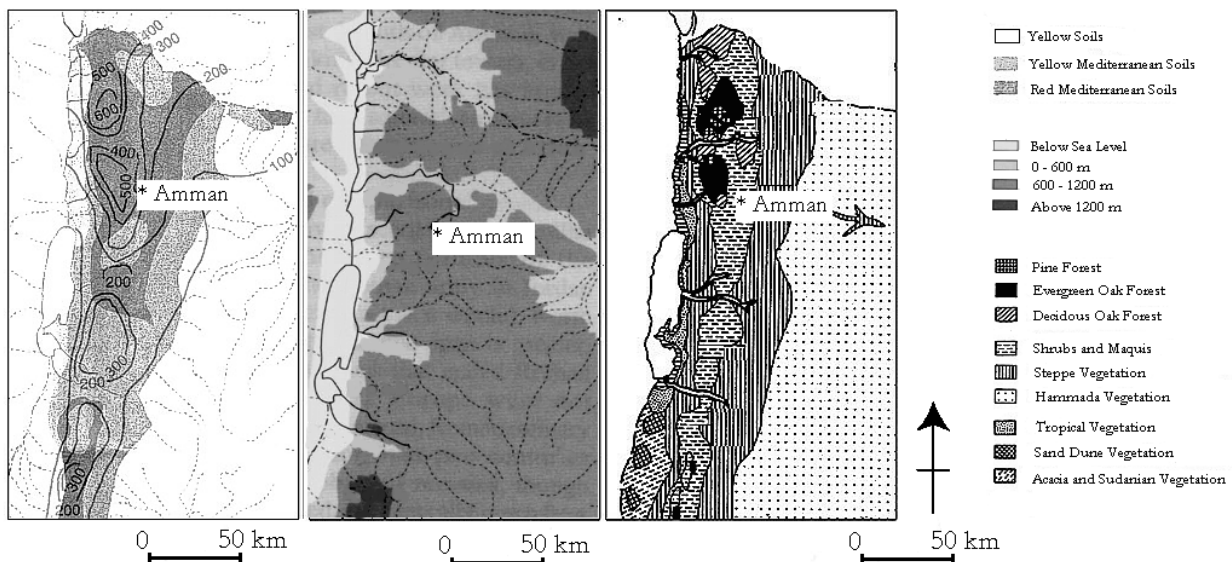 400
300
200
500
600
100
400
500
* Amman
200
300
200
300
200
0 50 km
* Amman
0 50 km
* Amman
0 50 km
Yellow Soils
Yellow Mediterranean Soils
Red Mediterranean Soils
Below Sea Level
0 - 600 m
600 - 1200 m
Above 1200 m
Pine Forest
Evergreen Oak Forest
Decidous Oak Forest
Shrubs and Maquis
Steppe Vegetation
Hammada Vegetation
Tropical Vegetation
Sand Dune Vegetation
Acacia and Sudanian Vegetation